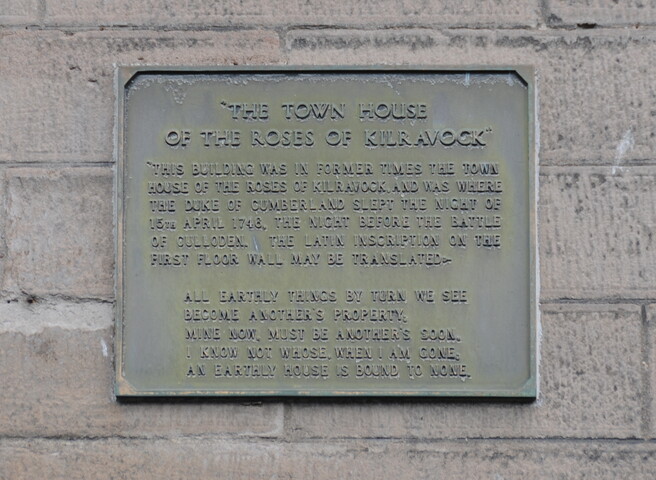 "THE TOWN HOUSE
OF THE ROSES OF KILRAVOCK"
"THIS BUILDING WAS IN FORMER TIMES THE TOWN
HOUSE OF THE ROSES OF KILRAVOCK, AND WAS WHERE
THE DUKE OF CUMBERLAND SLEPT THE NIGHT OF
15TH APRIL 1746, THE NIGHT BEFORE THE BATTLE
OF CULLODEN. THE LATIN INSCRIPTION ON THE
FIRST FLOOR WALL MAY BE TRANSLATED:-
ALL EARTHLY THINGS BY TURN WE SEE
BECOME ANOTHER'S PROPERTY;
MINE NOW, MUST BE ANOTHER'S SOON,
I KNOW NOT WHOSE, WHEN I AM GONE;
AN EARTHLY HOUSE IS BOUND TO NONE.